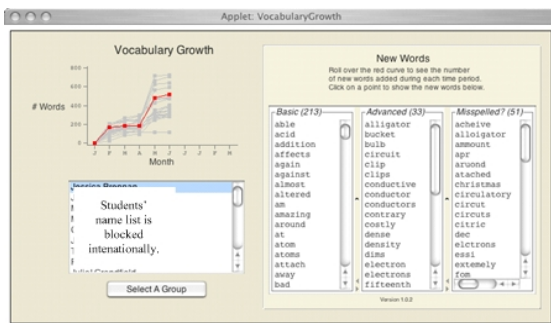 Applet: VocabularyGrowth
Vocabulary Growth
800
600
400
200
0
# Words
J F M A M J J S O N
Month
Students'
name list is
blocked
intenationally.
Select A Group
New Words
Roll over the red curve to see the number
of new words added during each time period.
Click on a point to show the new words below.
Basic (213)
able
acid
addition
affects
again
against
almost
altered
am
amazing
around
at
atom
atoms
attach
away
bad
Advanced (33)
alligator
bucket
bulb
circuit
clip
clips
conductive
conductor
conductors
contrary
costly
dense
density
dims
electron
electrons
fifteenth
Misspelled? (51)
acheive
alloigator
ammount
apr
aruond
atached
christmas
circulatory
circut
circuts
citric
dec
elctrons
essi
extemely
fom
Version 1.0.2